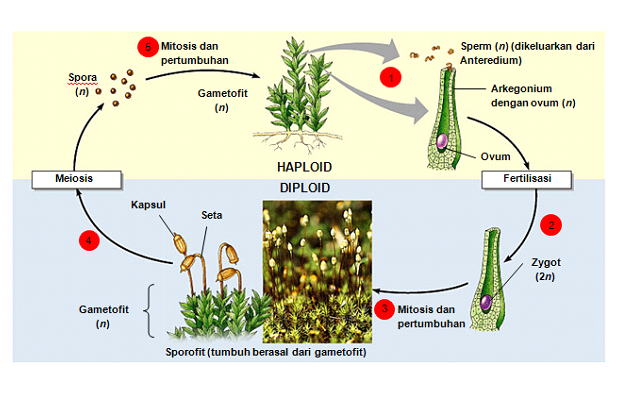 5
Mitosis dan
pertumbuhan
Spora
(n)
Gametofit
(n)
1
Sperm (n) (dikeluarkan dari
Anteredium)
Arkegonium
dengan ovum (n)
Ovum
HAPLOID
DIPLOID
Meiosis
Fertilisasi
2
Zygot
(2n)
3
Mitosis dan
pertumbuhan
4
Kapsul
Seta
Gametofit
(n)
Sporofit (tumbuh berasal dari gametofit)